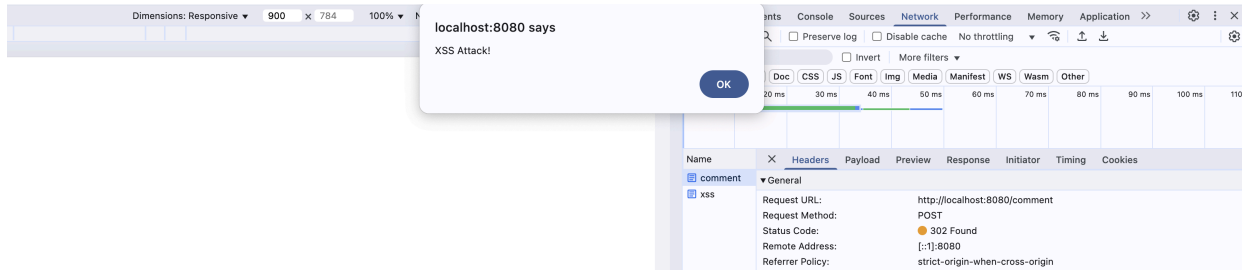 Dimensions: Responsive ▼ 900 × 784 100% ▼
localhost:8080 says
XSS Attack!
OK
Console Sources Network Performance Memory Application >>
Preserve log Disable cache No throttling ▼
Invert More filters ▼
Doc CSS JS Font Img Media Manifest WS Wasm Other
20 ms 30 ms 40 ms 50 ms 60 ms 70 ms 80 ms 90 ms 100 ms 110
Name × Headers Payload Preview Response Initiator Timing Cookies
comment ▼ General
xss
Request URL: http://localhost:8080/comment
Request Method: POST
Status Code: 302 Found
Remote Address: [::1]:8080
Referrer Policy: strict-origin-when-cross-origin